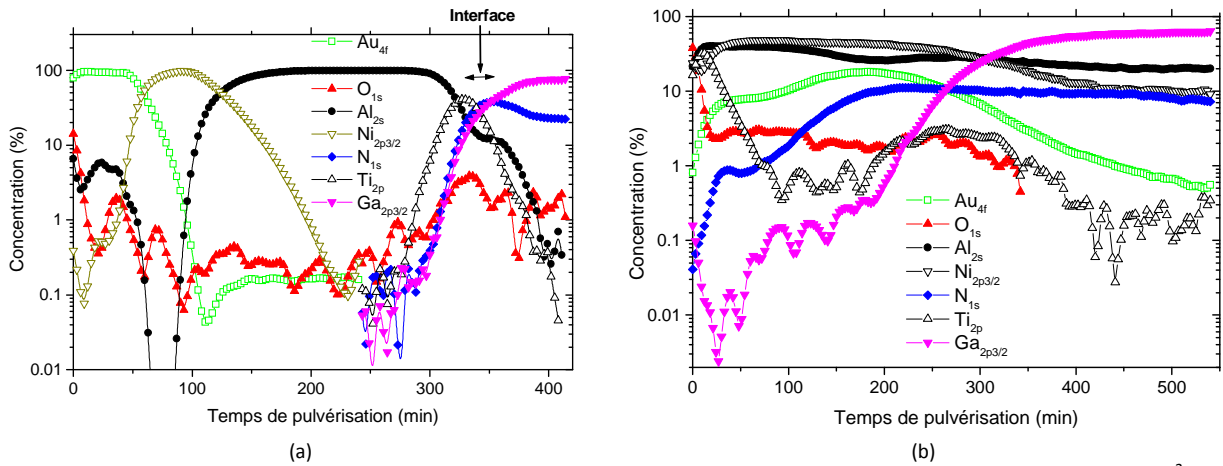 Interface
Concentration (%)
100
10
1
0.1
0.01
Au4f
O1s
Al2s
Ni2p3/2
N1s
Ti2p
Ga2p3/2
0 100 200 300 400
Temps de pulvérisation (min)
(a)
Concentration (%)
100
10
1
0.1
0.01
Au4f
O1s
Al2s
Ni2p3/2
N1s
Ti2p
Ga2p3/2
0 100 200 300 400 500
Temps de pulvérisation (min)
(b)